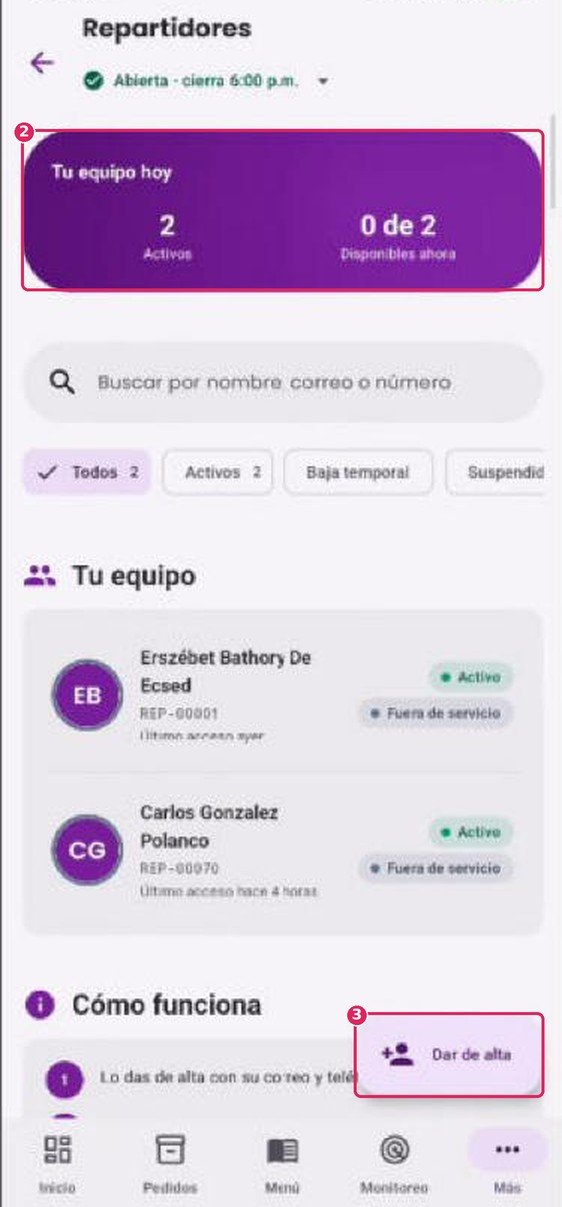 Repartidores
Abierta - cierra 6:00 p.m.
2
Tu equipo hoy
2
0 de 2
Activos
Disponibles ahora
Buscar por nombre correo o número
Todos 2
Activos 2
Baja temporal
Suspendid
Tu equipo
Erszébet Bathory De
Ecsed
EB
Activo
REP-00001
Fuera de servicio
Último acceso ayer
Carlos Gonzalez
Polanco
CG
Activo
REP-00070
Fuera de servicio
Último acceso hace 4 horas
Cómo funciona
3
Dar de alta
1
Lo das de alta con su correo y telé
Inicio
Pedidos
Menú
Monitoreo
Más